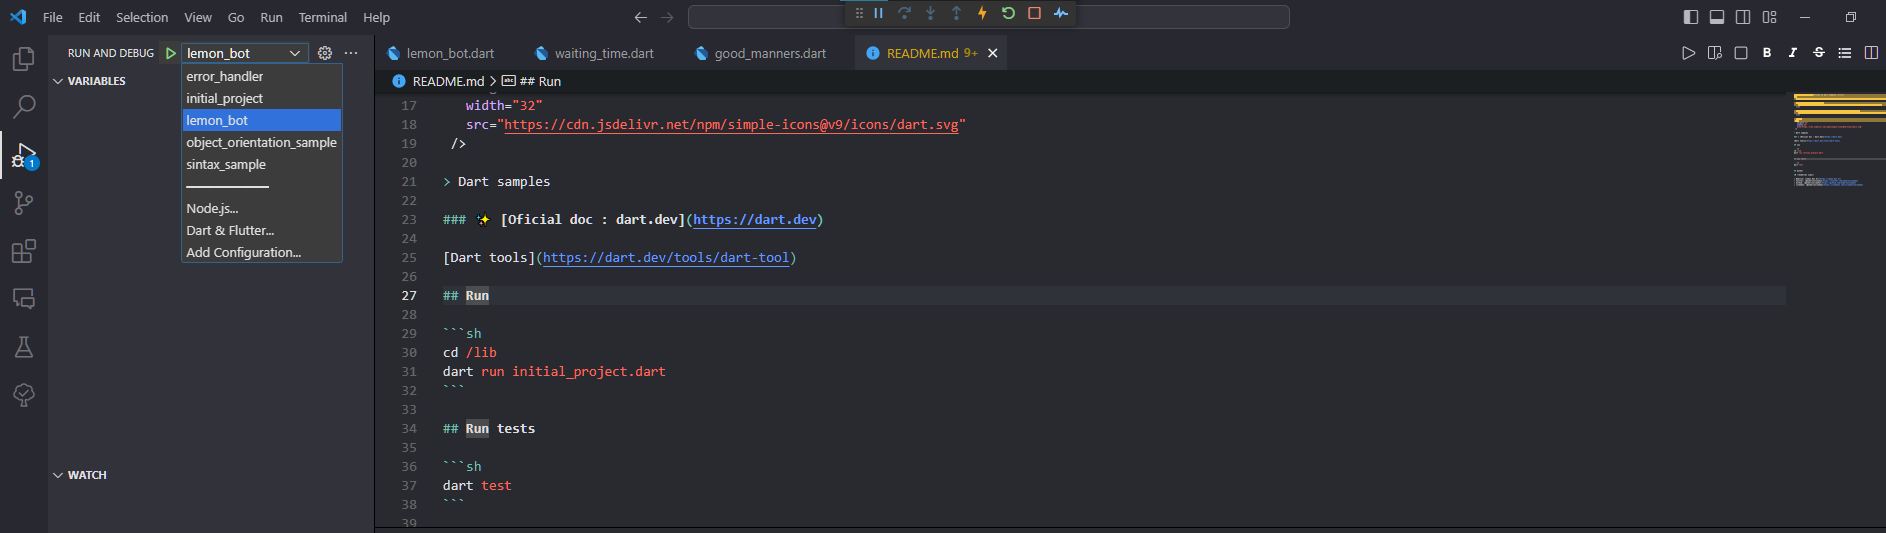 File Edit Selection View Go Run Terminal Help
RUN AND DEBUG lemon_bot
error_handler
initial_project
lemon_bot
object_orientation_sample
sintax_sample
Node.js...
Dart & Flutter...
Add Configuration...
VARIABLES
WATCH
1
lemon_bot.dart waiting_time.dart good_manners.dart README.md 9+
README.md > abc ## Run
17 width="32"
18 src="https://cdn.jsdelivr.net/npm/simple-icons@v9/icons/dart.svg"
19 />
20
21 > Dart samples
22
23 ### ✨ [Oficial doc : dart.dev](https://dart.dev)
24
25 [Dart tools](https://dart.dev/tools/dart-tool)
26
27 ## Run
28
29 ```sh
30 cd /lib
31 dart run initial_project.dart
32 ```
33
34 ## Run tests
35
36 ```sh
37 dart test
38 ```
39
B I S